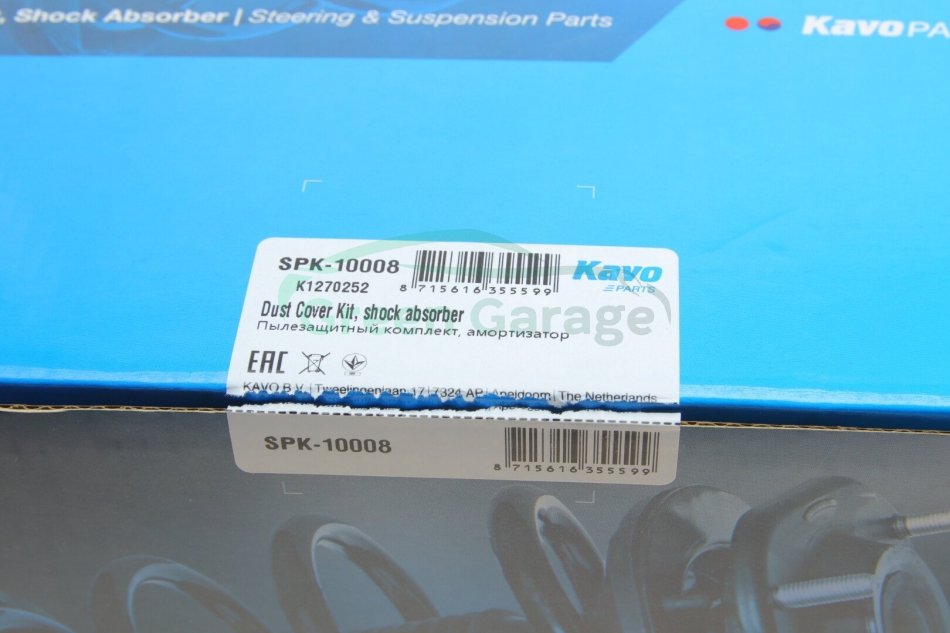 , Shock Absorber | Steering & Suspension Parts
Kavo PA
SPK-10008
K1270252
8 715616 355599
Kavo
PARTS
Dust Cover Kit, shock absorber
Garage
Пылезащитный комплект, амортизатор
EAC
KAVO B.V. | Tweelingenlaan 17 | 7324 AP | Apeldoorn | The Netherlands
SPK-10008
8 715616 355599